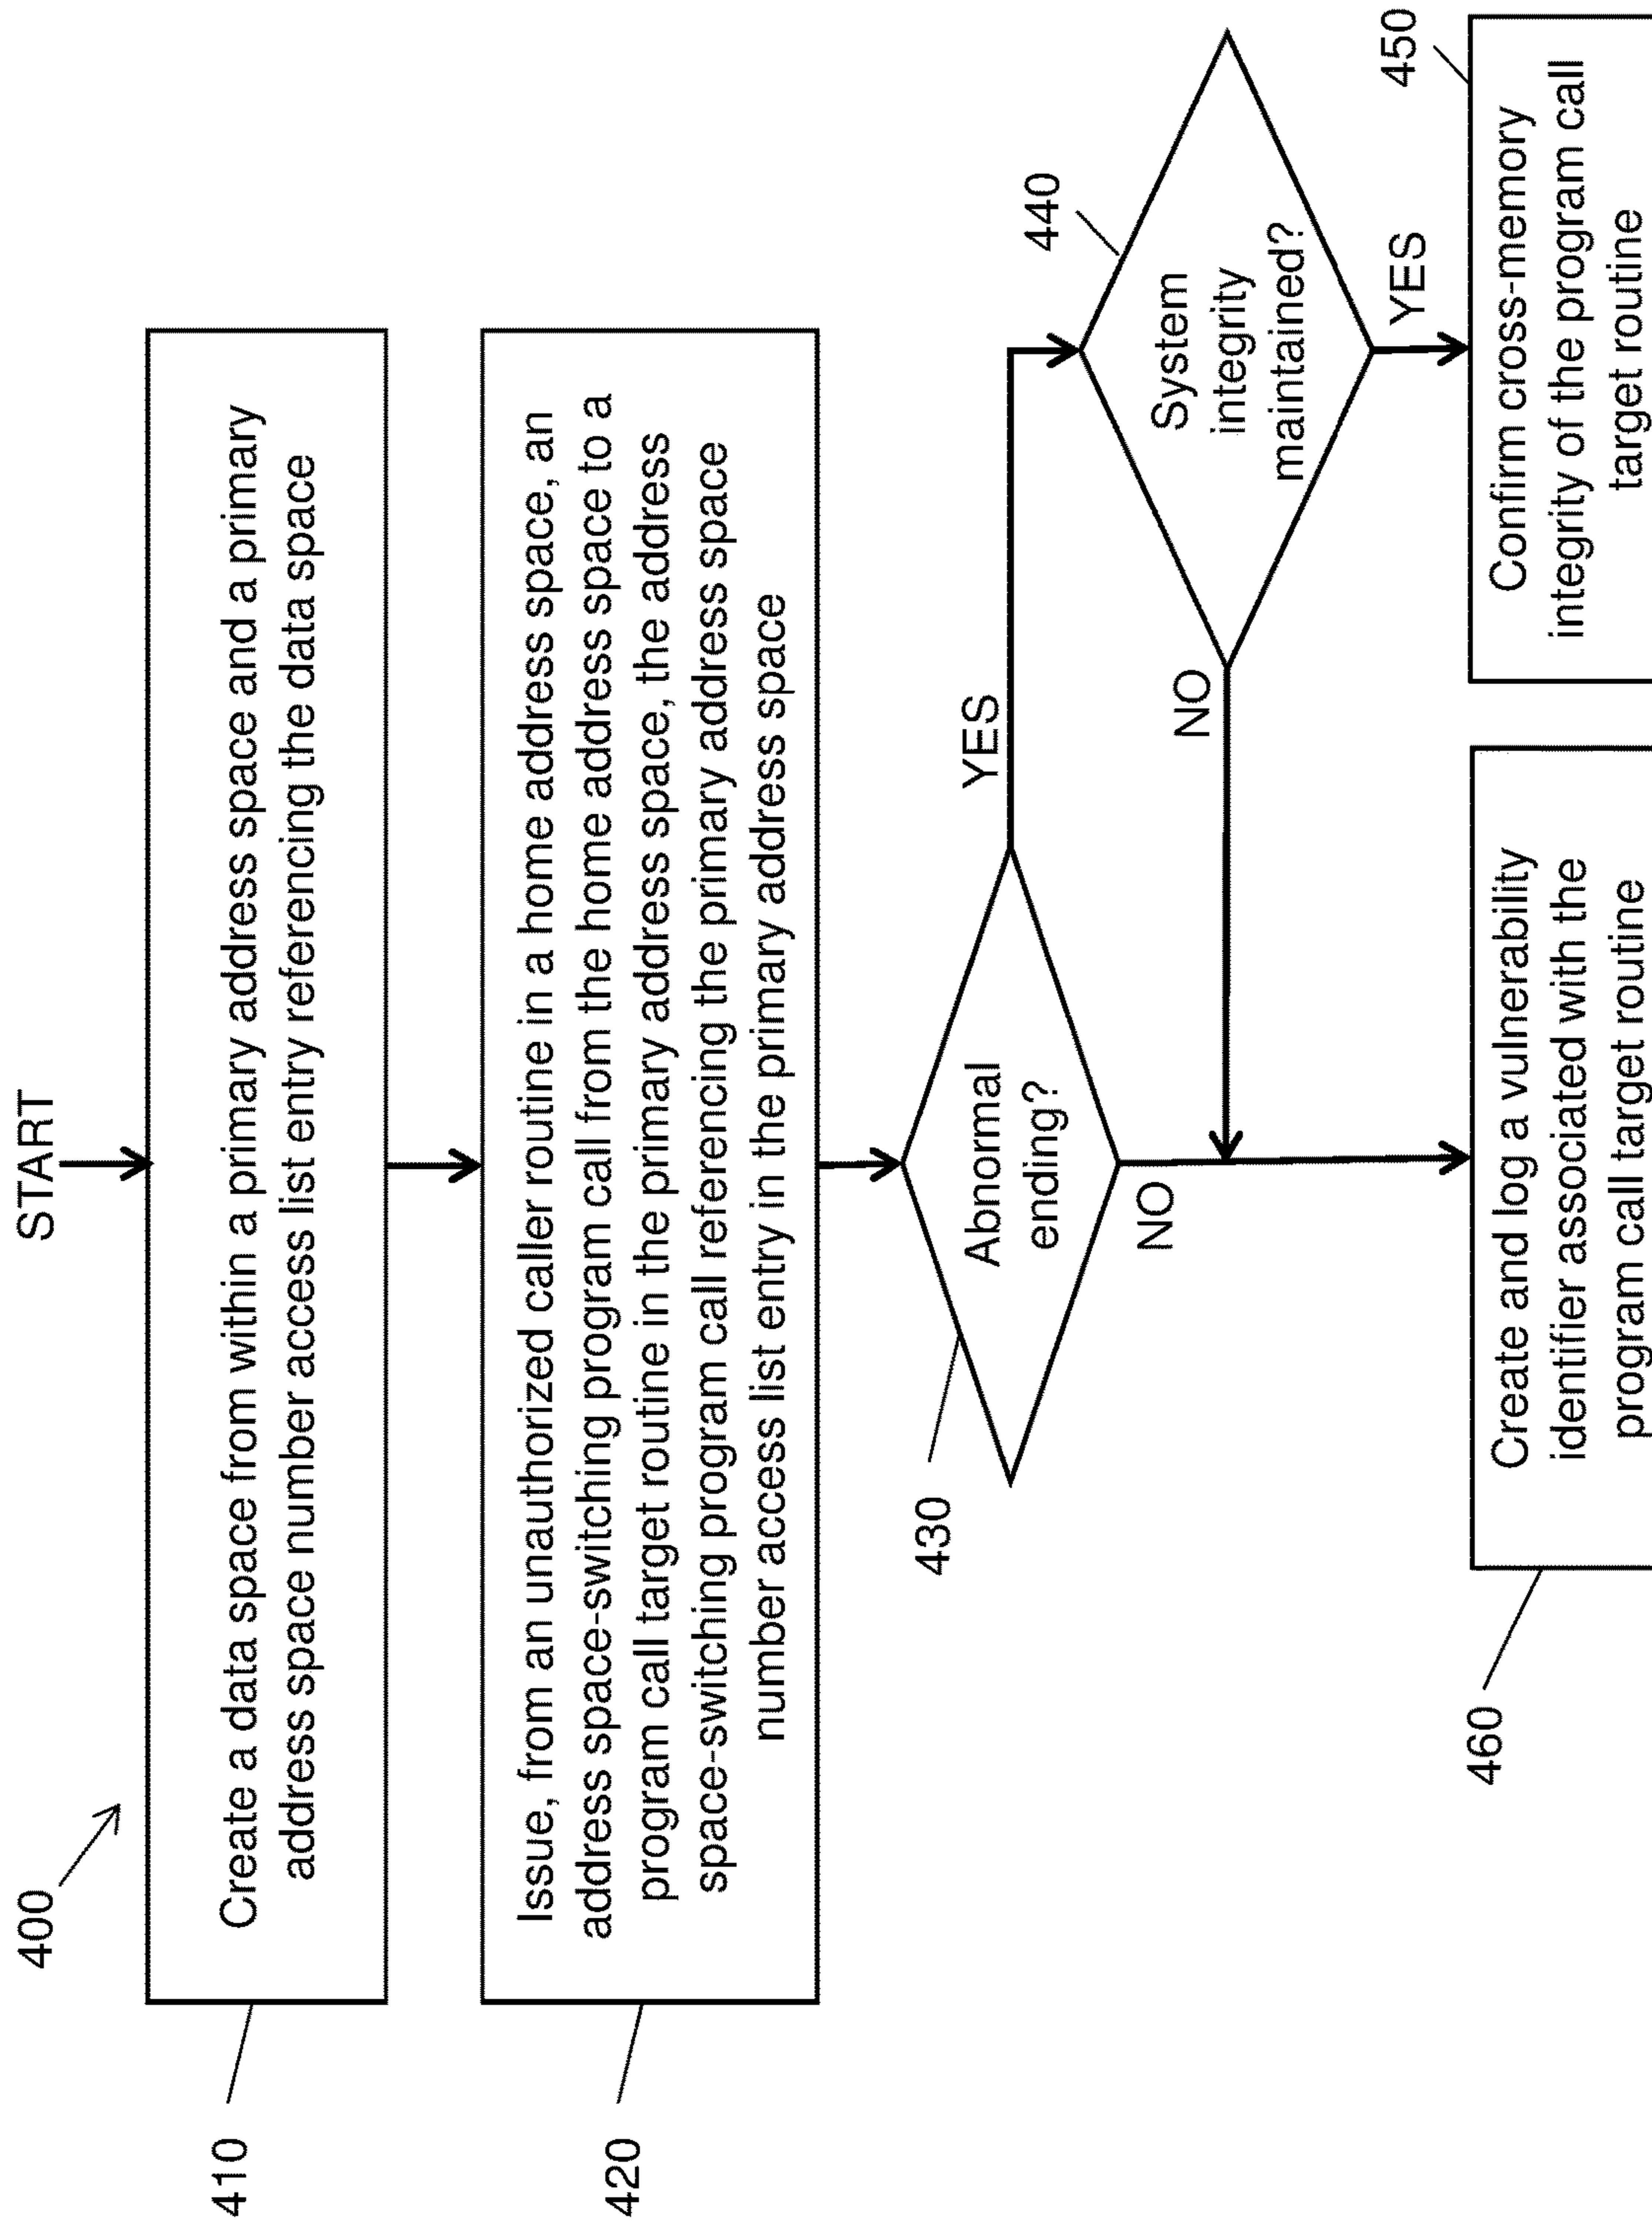 START
400
410
Create a data space from within a primary address space and a primary
address space number access list entry referencing the data space
420
Issue, from an unauthorized caller routine in a home address space, an
address space-switching program call from the home address space to a
program call target routine in the primary address space, the address
space-switching program call referencing the primary address space
number access list entry in the primary address space
430
Abnormal
ending?
YES
NO
440
System
integrity
maintained?
NO
YES
460
Create and log a vulnerability
identifier associated with the
program call target routine
450
Confirm cross-memory
integrity of the program call
target routine